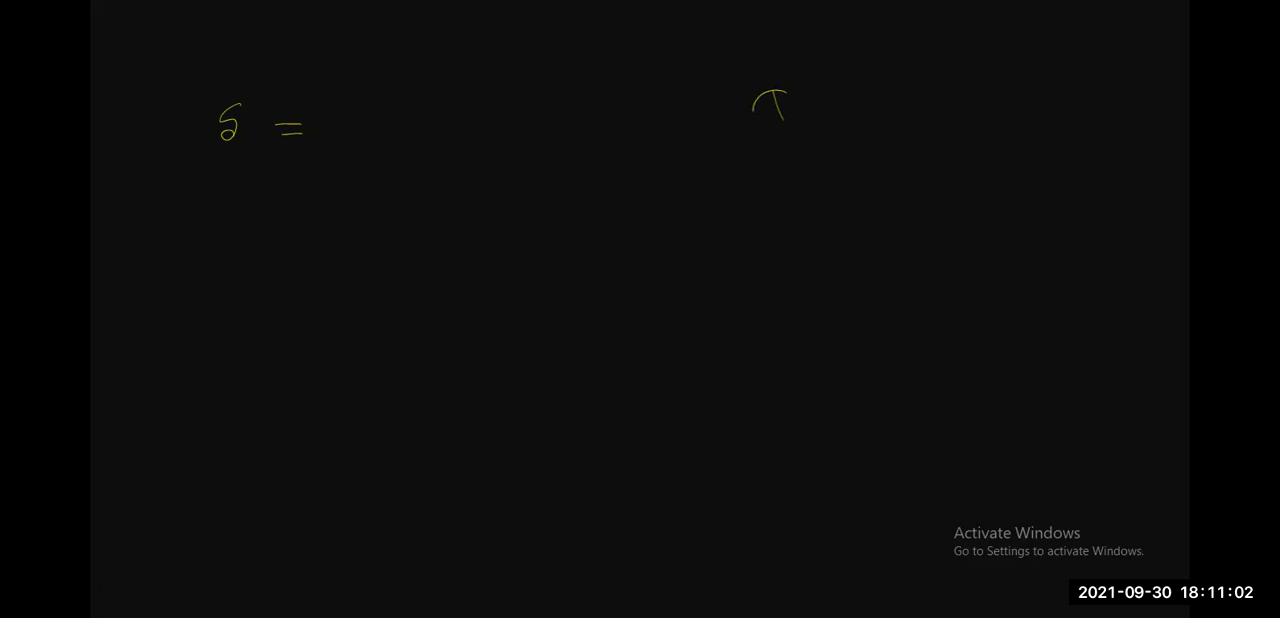 δ = τ
Activate Windows
Go to Settings to activate Windows.
2021-09-30 18:11:02